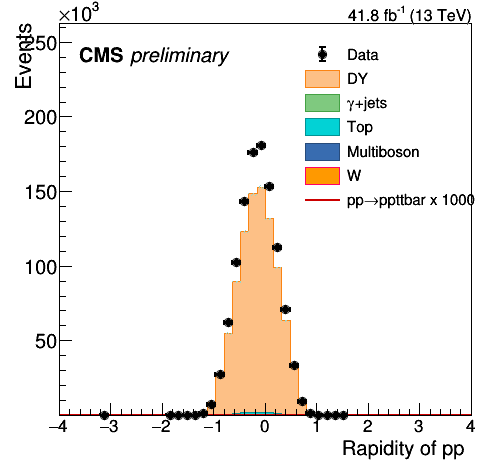 ×10³
41.8 fb⁻¹ (13 TeV)
Events
CMS preliminary
Data
DY
γ+jets
Top
Multiboson
W
pp→ppttbar x 1000
250
200
150
100
50
−4 −3 −2 −1 0 1 2 3 4
Rapidity of pp